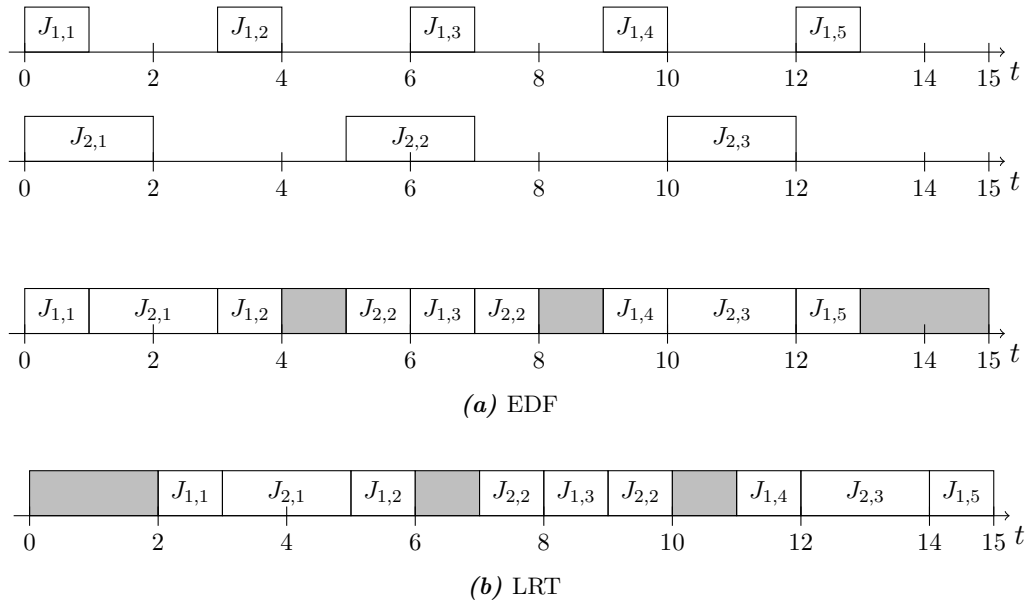 J1,1 J1,2 J1,3 J1,4 J1,5
0 2 4 6 8 10 12 14 15 t
J2,1 J2,2 J2,3
0 2 4 6 8 10 12 14 15 t
J1,1 J2,1 J1,2 J2,2 J1,3 J2,2 J1,4 J2,3 J1,5
0 2 4 6 8 10 12 14 15 t
(a) EDF
J1,1 J2,1 J1,2 J2,2 J1,3 J2,2 J1,4 J2,3 J1,5
0 2 4 6 8 10 12 14 15 t
(b) LRT